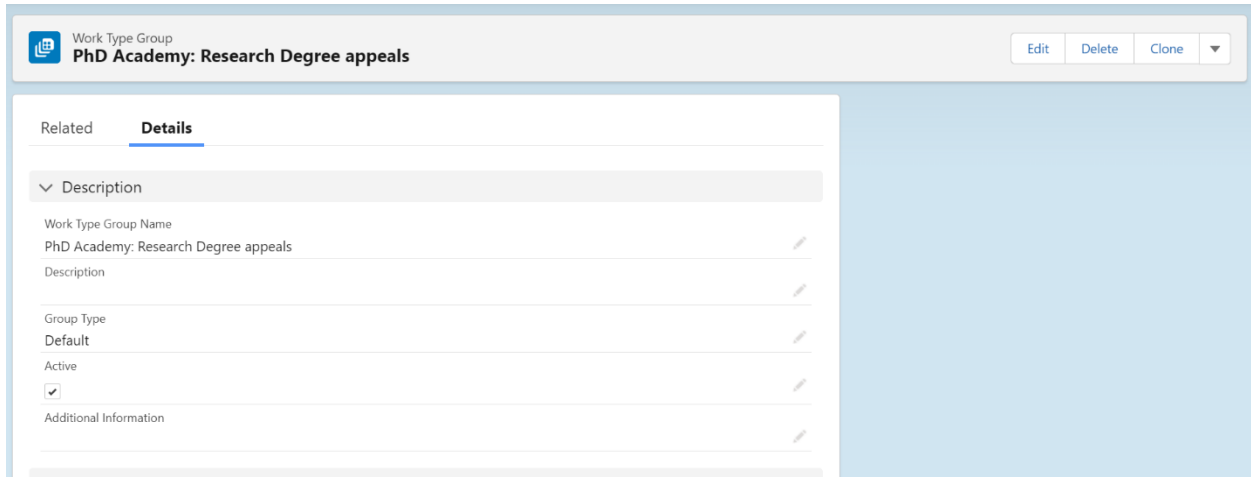 Work Type Group
PhD Academy: Research Degree appeals
Edit
Delete
Clone
Related
Details
Description
Work Type Group Name
PhD Academy: Research Degree appeals
Description
Group Type
Default
Active
Additional Information